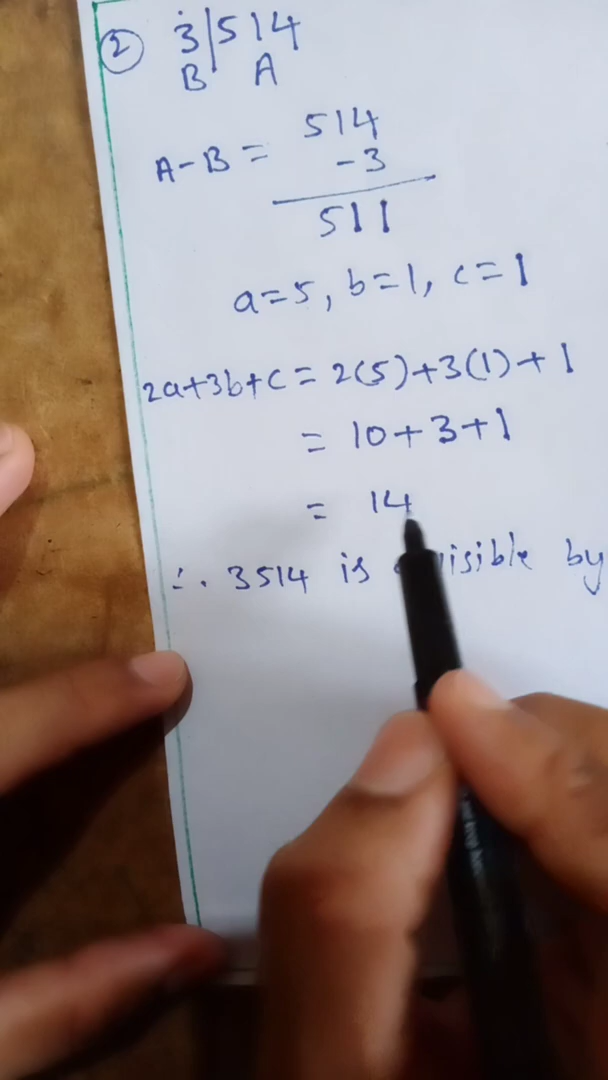 2 3|514
B A
514
A-B = -3
511
a=5, b=1, c=1
2a+3b+c = 2(5)+3(1)+1
= 10+3+1
= 14
∴ 3514 is by